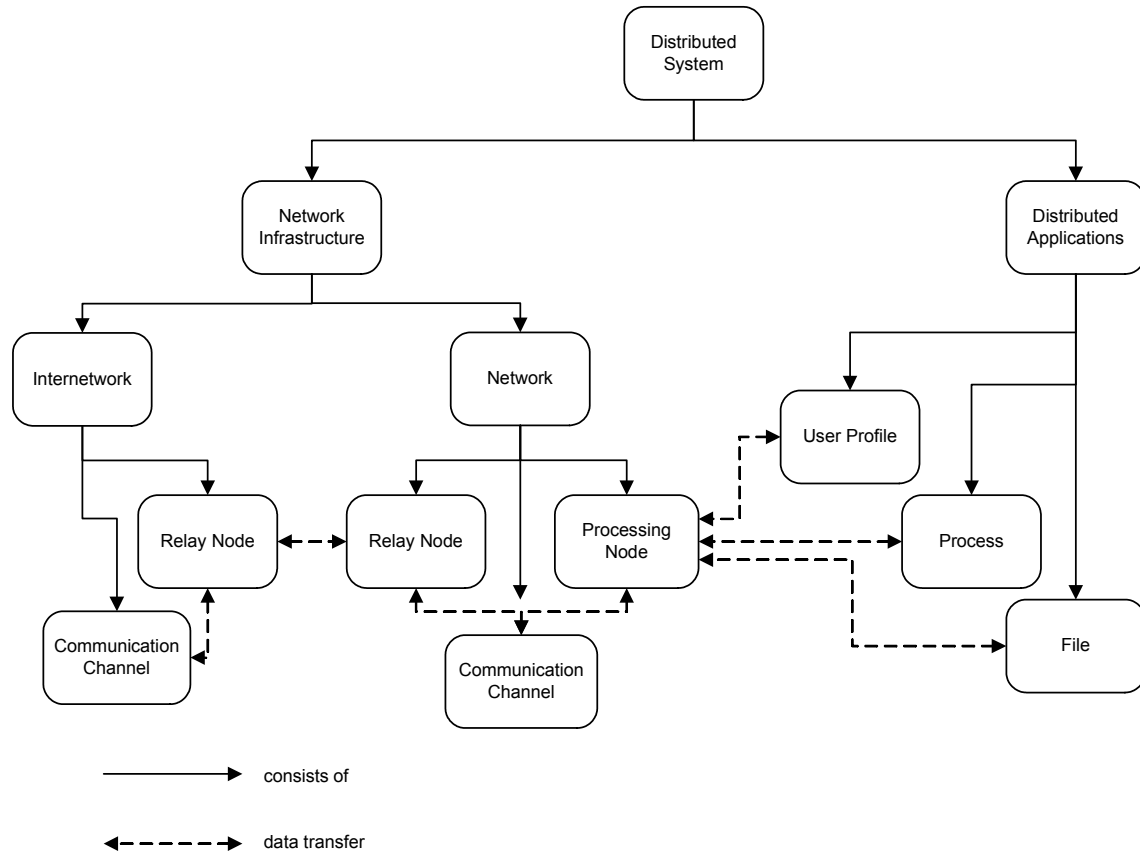 Distributed
System
Network
Infrastructure
Distributed
Applications
Internetwork
Network
User Profile
Relay Node
Relay Node
Processing
Node
Process
Communication
Channel
Communication
Channel
File
consists of
data transfer